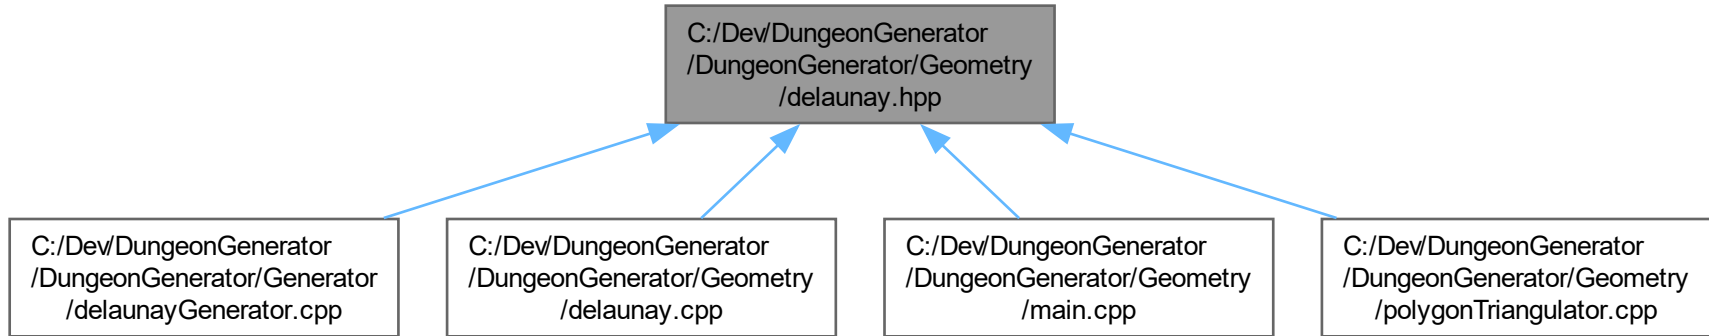 C:/Dev/DungeonGenerator
/DungeonGenerator/Geometry
/delaunay.hpp
C:/Dev/DungeonGenerator
/DungeonGenerator/Generator
/delaunayGenerator.cpp
C:/Dev/DungeonGenerator
/DungeonGenerator/Geometry
/delaunay.cpp
C:/Dev/DungeonGenerator
/DungeonGenerator/Geometry
/main.cpp
C:/Dev/DungeonGenerator
/DungeonGenerator/Geometry
/polygonTriangulator.cpp